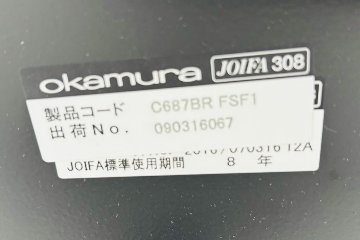 okamura JOIFA 308
製品コード C687BR FSF1
出荷No. 090316067
12A
JOIFA標準使用期間 8 年